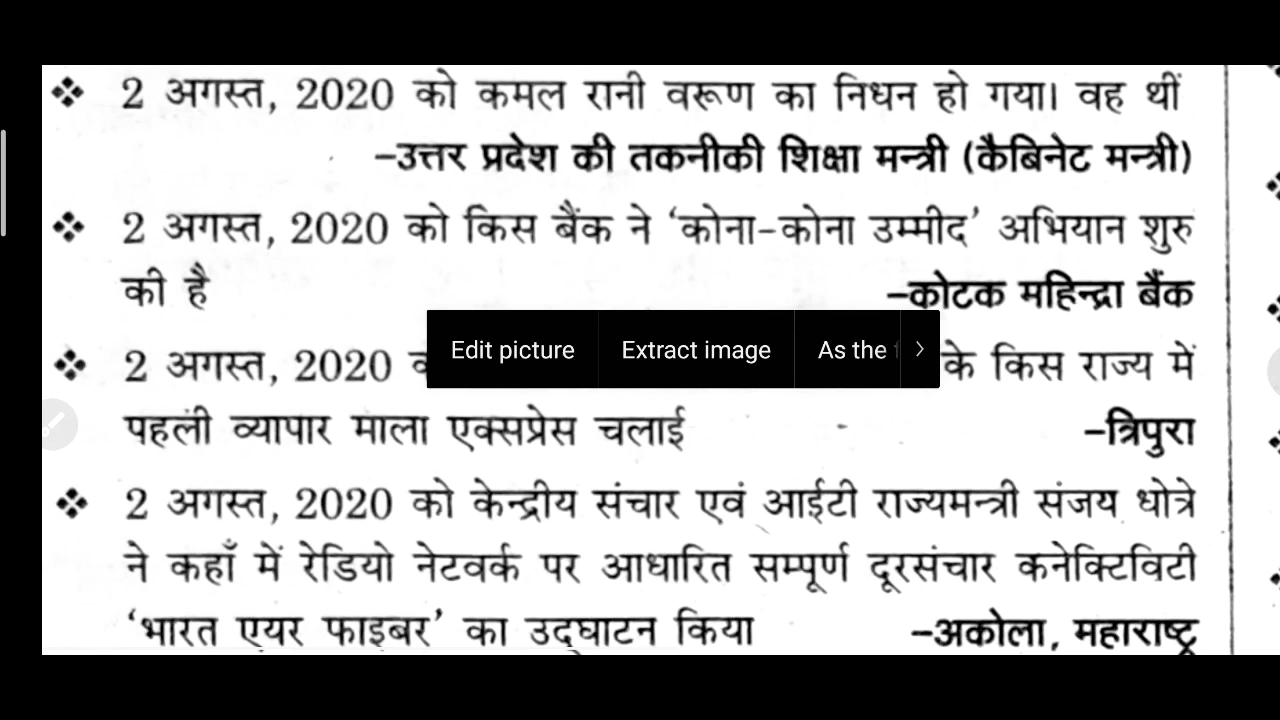 ❖ 2 अगस्त, 2020 को कमल रानी वरूण का निधन हो गया। वह थीं
–उत्तर प्रदेश की तकनीकी शिक्षा मन्त्री (कैबिनेट मन्त्री)
❖ 2 अगस्त, 2020 को किस बैंक ने ‘कोना-कोना उम्मीद’ अभियान शुरु
की है –कोटक महिन्द्रा बैंक
Edit picture Extract image As the
❖ 2 अगस्त, 2020 के किस राज्य में
पहली व्यापार माला एक्सप्रेस चलाई –त्रिपुरा
❖ 2 अगस्त, 2020 को केन्द्रीय संचार एवं आईटी राज्यमन्त्री संजय धोत्रे
ने कहाँ में रेडियो नेटवर्क पर आधारित सम्पूर्ण दूरसंचार कनेक्टिविटी
‘भारत एयर फाइबर’ का उद्घाटन किया –अकोला, महाराष्ट्र